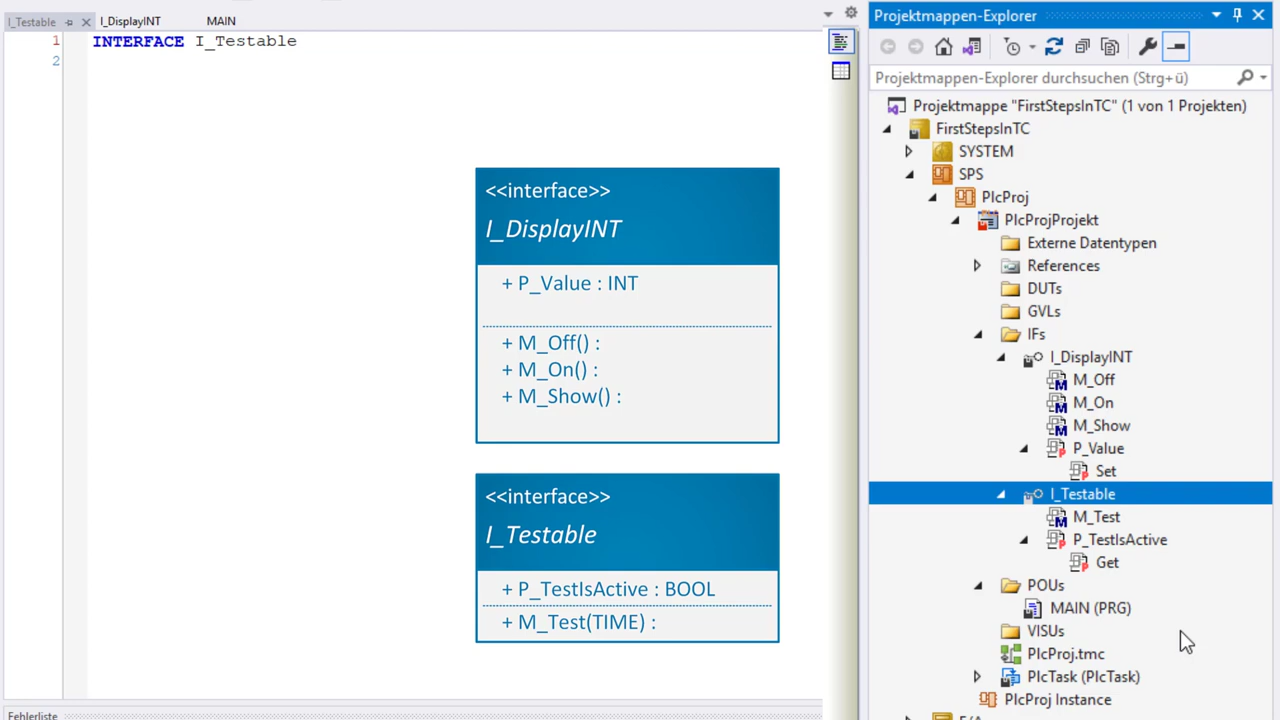 I_Testable
I_DisplayINT
MAIN
1 INTERFACE I_Testable
2
<<interface>>
I_DisplayINT
+ P_Value : INT
+ M_Off() :
+ M_On() :
+ M_Show() :
<<interface>>
I_Testable
+ P_TestIsActive : BOOL
+ M_Test(TIME) :
Fehlerliste
Projektmappen-Explorer
Projektmappen-Explorer durchsuchen (Strg+ü)
Projektmappe "FirstStepsInTC" (1 von 1 Projekten)
FirstStepsInTC
SYSTEM
SPS
PlcProj
PlcProjProjekt
Externe Datentypen
References
DUTs
GVLs
IFs
I_DisplayINT
M_Off
M_On
M_Show
P_Value
Set
I_Testable
M_Test
P_TestIsActive
Get
POUs
MAIN (PRG)
VISUs
PlcProj.tmc
PlcTask (PlcTask)
PlcProj Instance